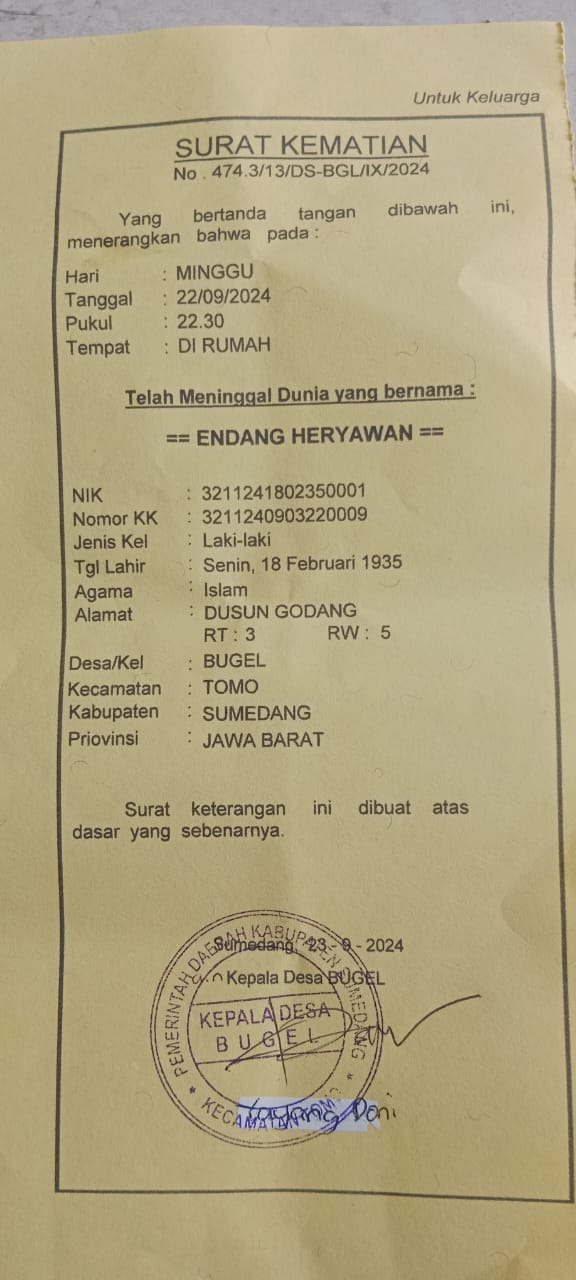 Untuk Keluarga
SURAT KEMATIAN
No . 474.3/13/DS-BGL/IX/2024
Yang bertanda tangan dibawah ini,
menerangkan bahwa pada :
Hari : MINGGU
Tanggal : 22/09/2024
Pukul : 22.30
Tempat : DI RUMAH
Telah Meninggal Dunia yang bernama :
== ENDANG HERYAWAN ==
NIK : 3211241802350001
Nomor KK : 3211240903220009
Jenis Kel : Laki-laki
Tgl Lahir : Senin, 18 Februari 1935
Agama : Islam
Alamat : DUSUN GODANG
RT : 3 RW : 5
Desa/Kel : BUGEL
Kecamatan : TOMO
Kabupaten : SUMEDANG
Priovinsi : JAWA BARAT
Surat keterangan ini dibuat atas
dasar yang sebenarnya.
Sumedang, 23 - 9 - 2024
Kepala Desa BUGEL
PEMERINTAH DAERAH KABUPATEN SUMEDANG
KEPALA DESA
BUGEL
KECAMATAN TOMO
Doni